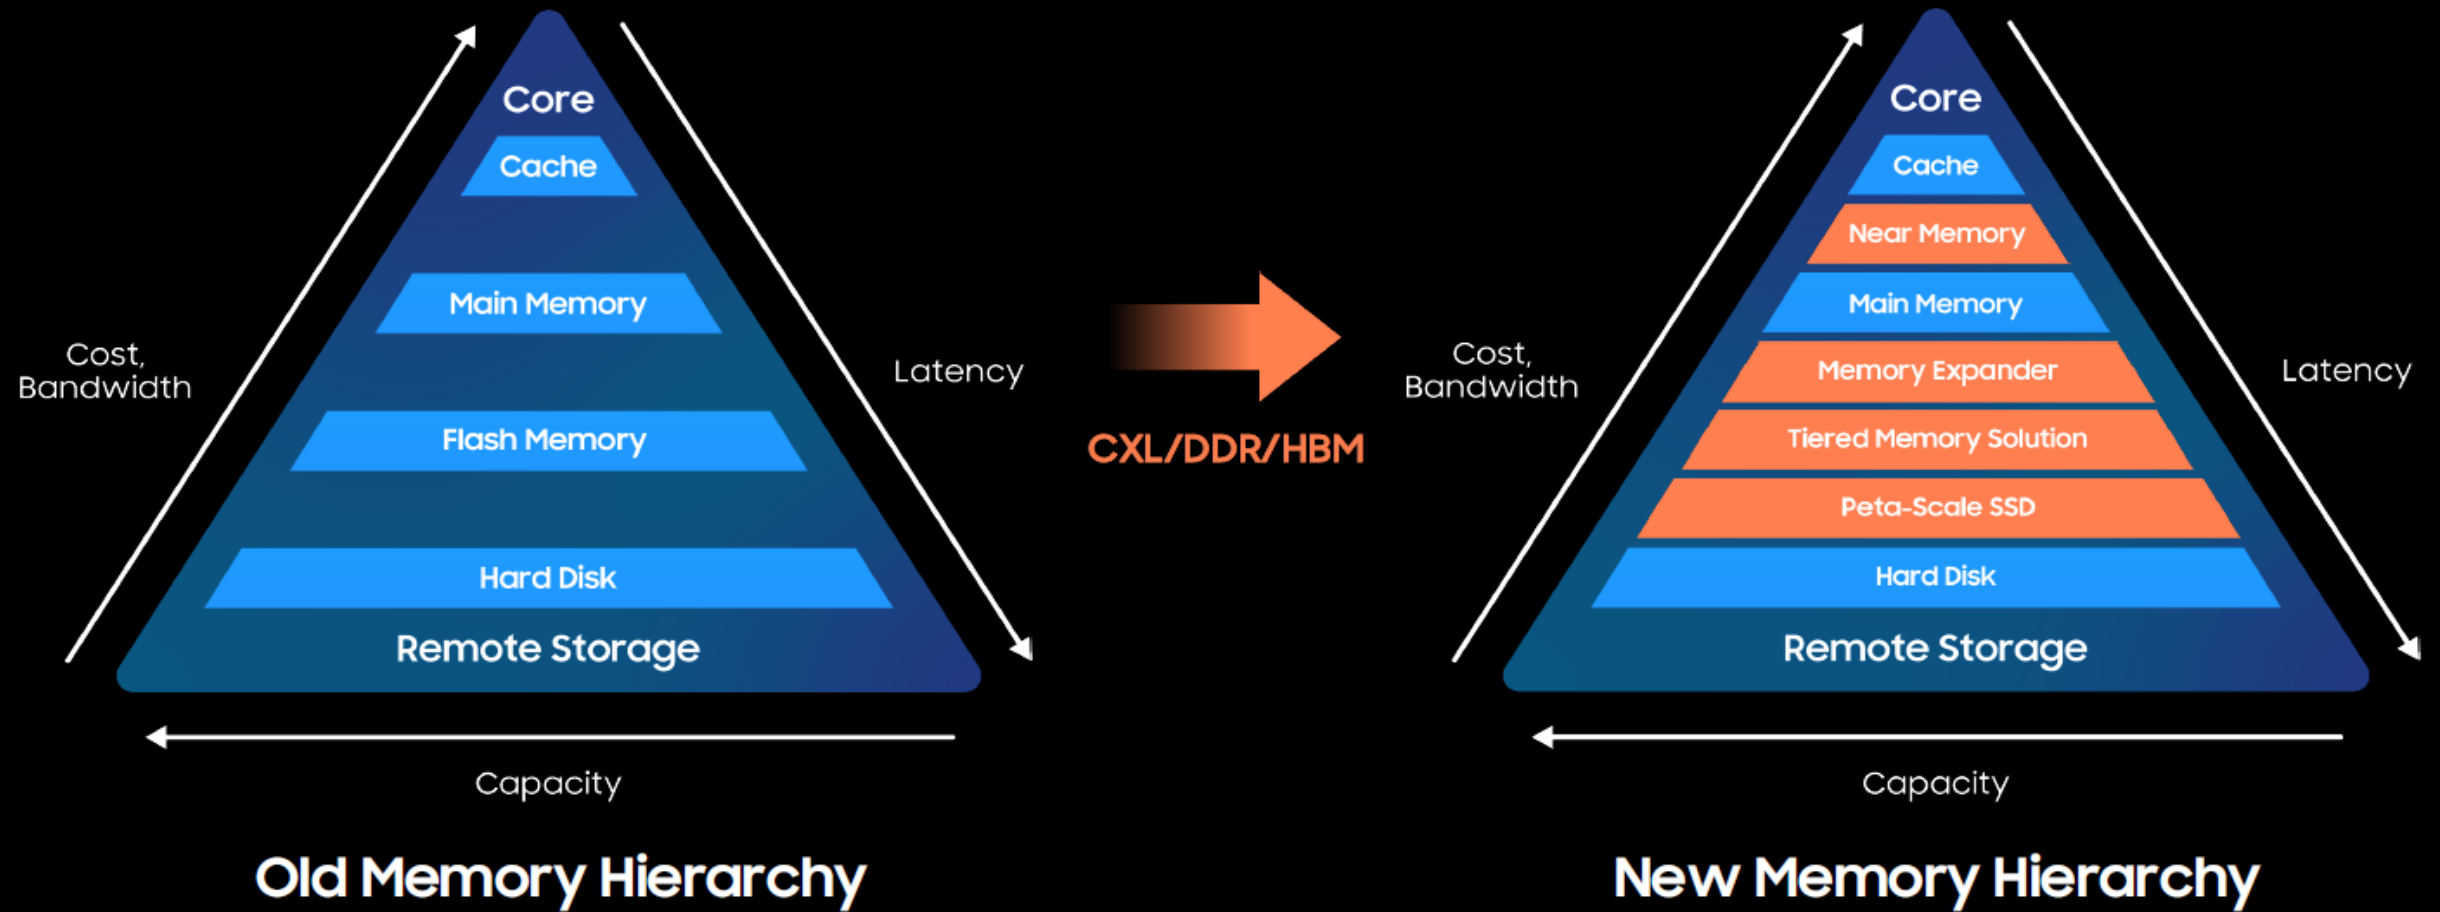 Core
Cache
Main Memory
Flash Memory
Hard Disk
Remote Storage
Cost,
Bandwidth
Latency
Capacity
Old Memory Hierarchy
CXL/DDR/HBM
Core
Cache
Near Memory
Main Memory
Memory Expander
Tiered Memory Solution
Peta-Scale SSD
Hard Disk
Remote Storage
Cost,
Bandwidth
Latency
Capacity
New Memory Hierarchy